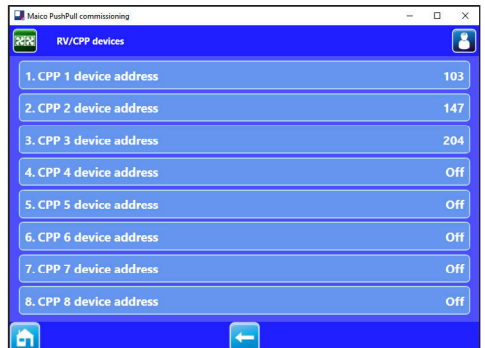 Maico PushPull commissioning
RV/CPP devices
1. CPP 1 device address 103
2. CPP 2 device address 147
3. CPP 3 device address 204
4. CPP 4 device address Off
5. CPP 5 device address Off
6. CPP 6 device address Off
7. CPP 7 device address Off
8. CPP 8 device address Off